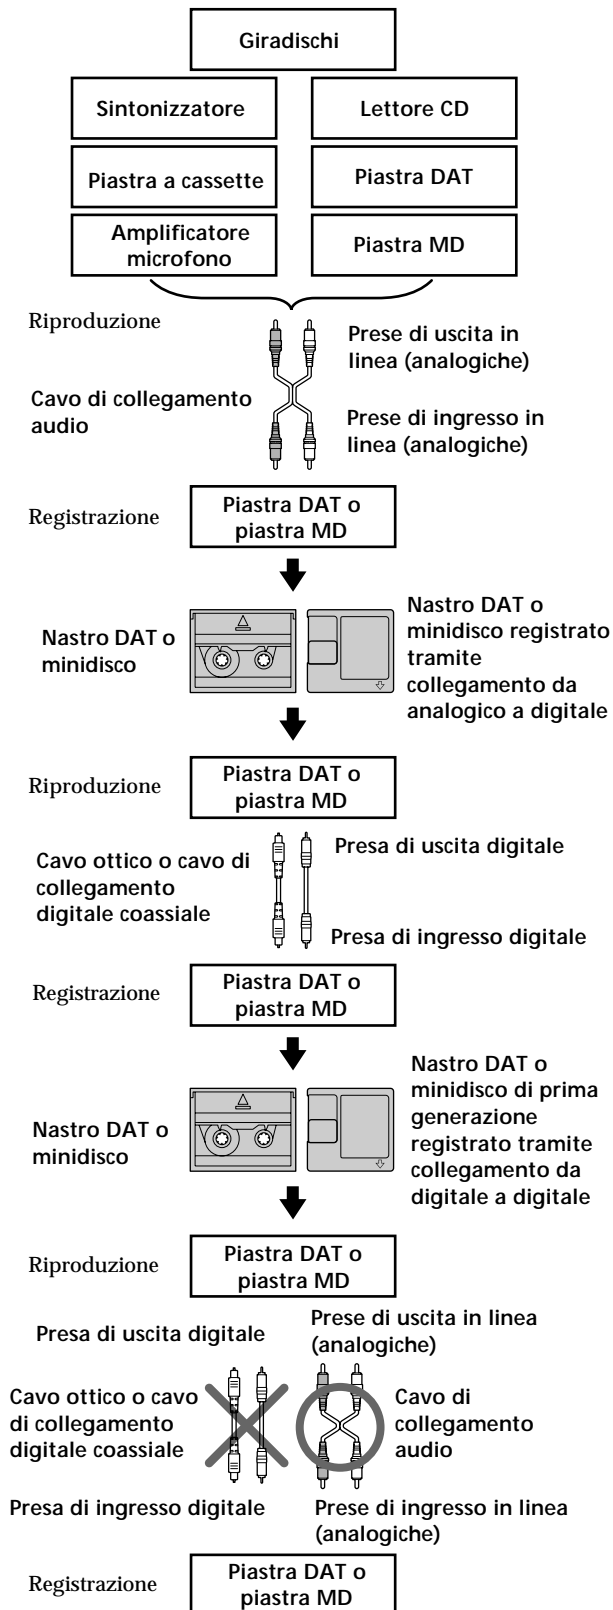 Giradischi
Sintonizzatore
Lettore CD
Piastra a cassette
Piastra DAT
Amplificatore
microfono
Piastra MD
Riproduzione
Prese di uscita in
linea (analogiche)
Cavo di collegamento
audio
Prese di ingresso in
linea (analogiche)
Registrazione
Piastra DAT o
piastra MD
Nastro DAT o
minidisco
Nastro DAT o
minidisco registrato
tramite
collegamento da
analogico a digitale
Riproduzione
Piastra DAT o
piastra MD
Cavo ottico o cavo di
collegamento
digitale coassiale
Presa di uscita digitale
Presa di ingresso digitale
Registrazione
Piastra DAT o
piastra MD
Nastro DAT o
minidisco
Nastro DAT o
minidisco di prima
generazione
registrato tramite
collegamento da
digitale a digitale
Riproduzione
Piastra DAT o
piastra MD
Presa di uscita digitale
Prese di uscita in linea
(analogiche)
Cavo ottico o cavo
di collegamento
digitale coassiale
Cavo di
collegamento
audio
Presa di ingresso digitale
Prese di ingresso in linea
(analogiche)
Registrazione
Piastra DAT o
piastra MD